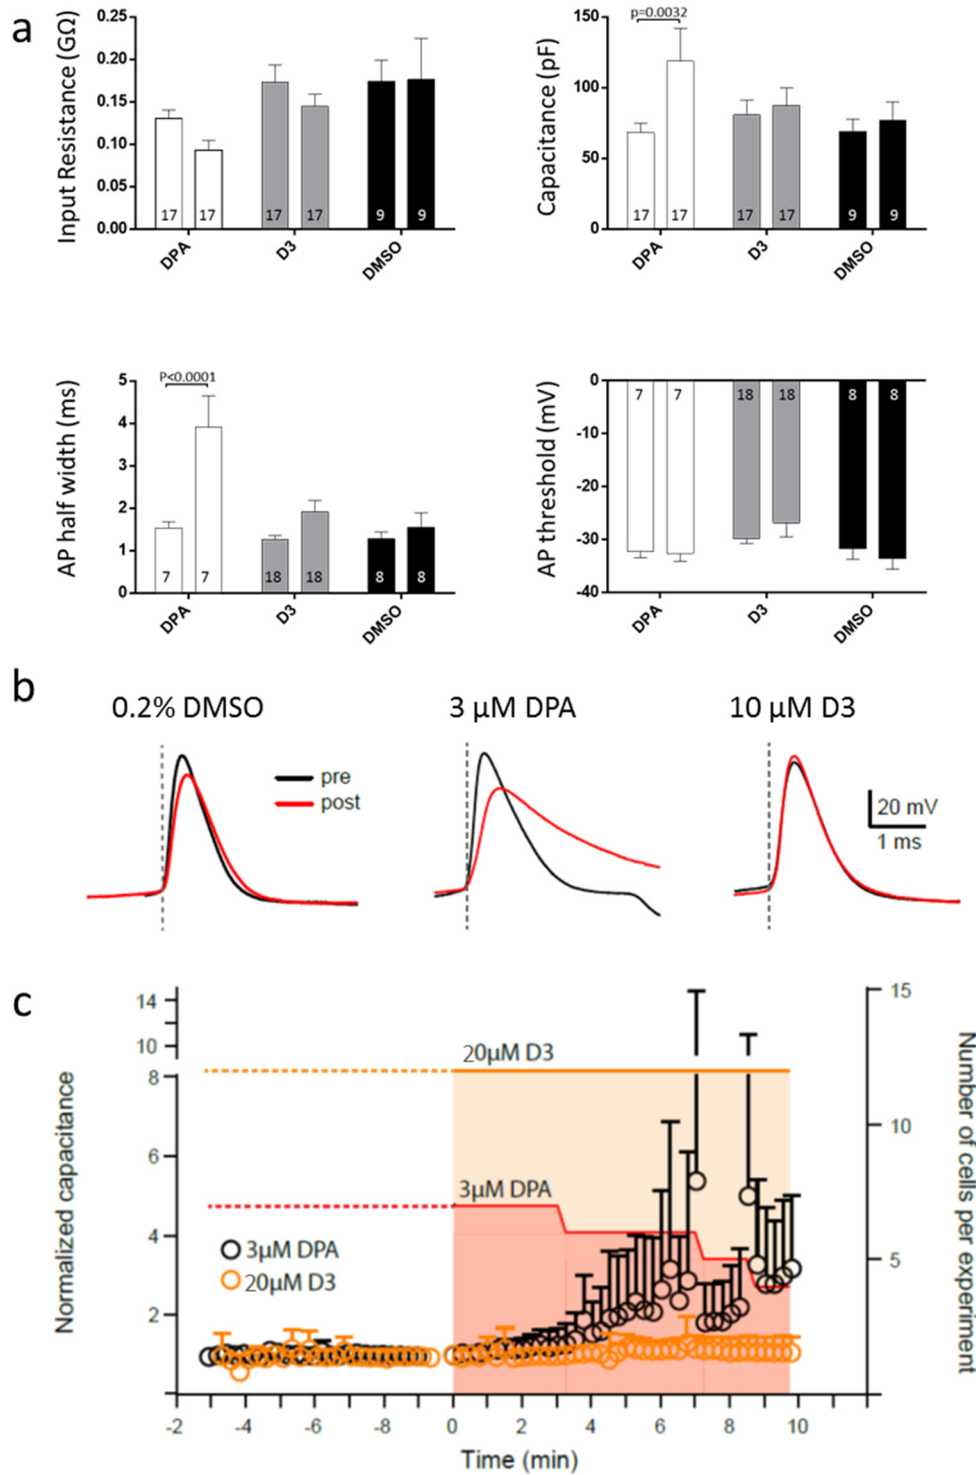 a
Input Resistance (GΩ)
0.25
0.20
0.15
0.10
0.05
0.00
17 17 17 17 9 9
DPA D3 DMSO
Capacitance (pF)
p=0.0032
150
100
50
0
17 17 17 17 9 9
DPA D3 DMSO
AP half width (ms)
P<0.0001
5
4
3
2
1
0
7 7 18 18 8 8
DPA D3 DMSO
AP threshold (mV)
0
-10
-20
-30
-40
7 7 18 18 8 8
DPA D3 DMSO
b
0.2% DMSO 3 µM DPA 10 µM D3
pre
post
20 mV
1 ms
c
Normalized capacitance
14
10
8
6
4
2
20µM D3
3µM DPA
3µM DPA
20µM D3
15
10
5
0
Number of cells per experiment
-2 -4 -6 -8 -2 0 2 4 6 8 10
Time (min)